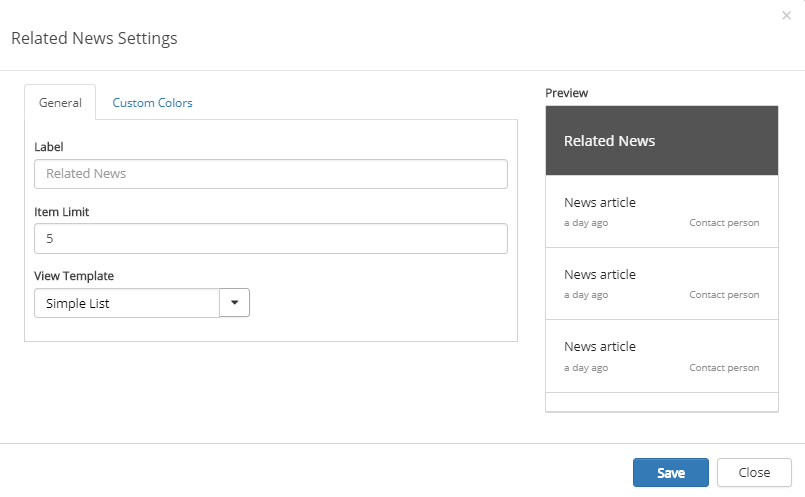 ×
Related News Settings
General
Custom Colors
Label
Related News
Item Limit
5
View Template
Simple List
Preview
Related News
News article
a day ago
Contact person
News article
a day ago
Contact person
News article
a day ago
Contact person
Save
Close